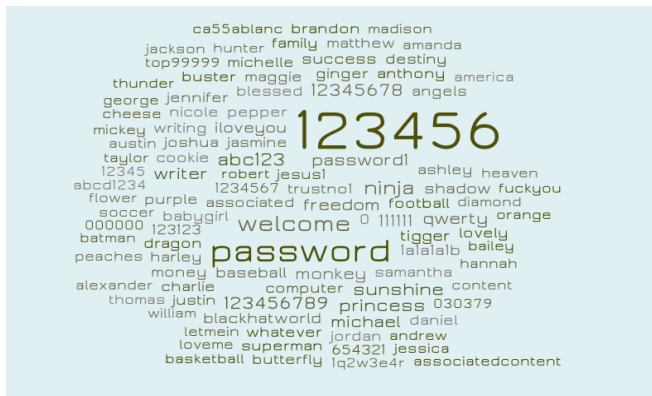 ca55ablanc brandon madison
jackson hunter family matthew amanda
top99999 michelle success destiny
thunder buster maggie ginger anthony america
george jennifer blessed 12345678 angels
cheese nicole pepper
mickey writing iloveyou 123456
austin joshua jasmine
taylor cookie abc123 password1
12345 writer robert jesus1 ashley heaven
abcd1234 1234567 trustno1 ninja shadow fuckyou
flower purple associated freedom football diamond
soccer babygirl welcome 0 111111 qwerty orange
000000 123123
batman dragon password tigger lovely
peaches harley 1a1a1a1b bailey
money baseball monkey samantha hannah
alexander charlie computer sunshine content
thomas justin 123456789 princess 030379
william blackhatworld michael daniel
letmein whatever jordan andrew
loveme superman 654321 jessica
basketball butterfly 1q2w3e4r associatedcontent